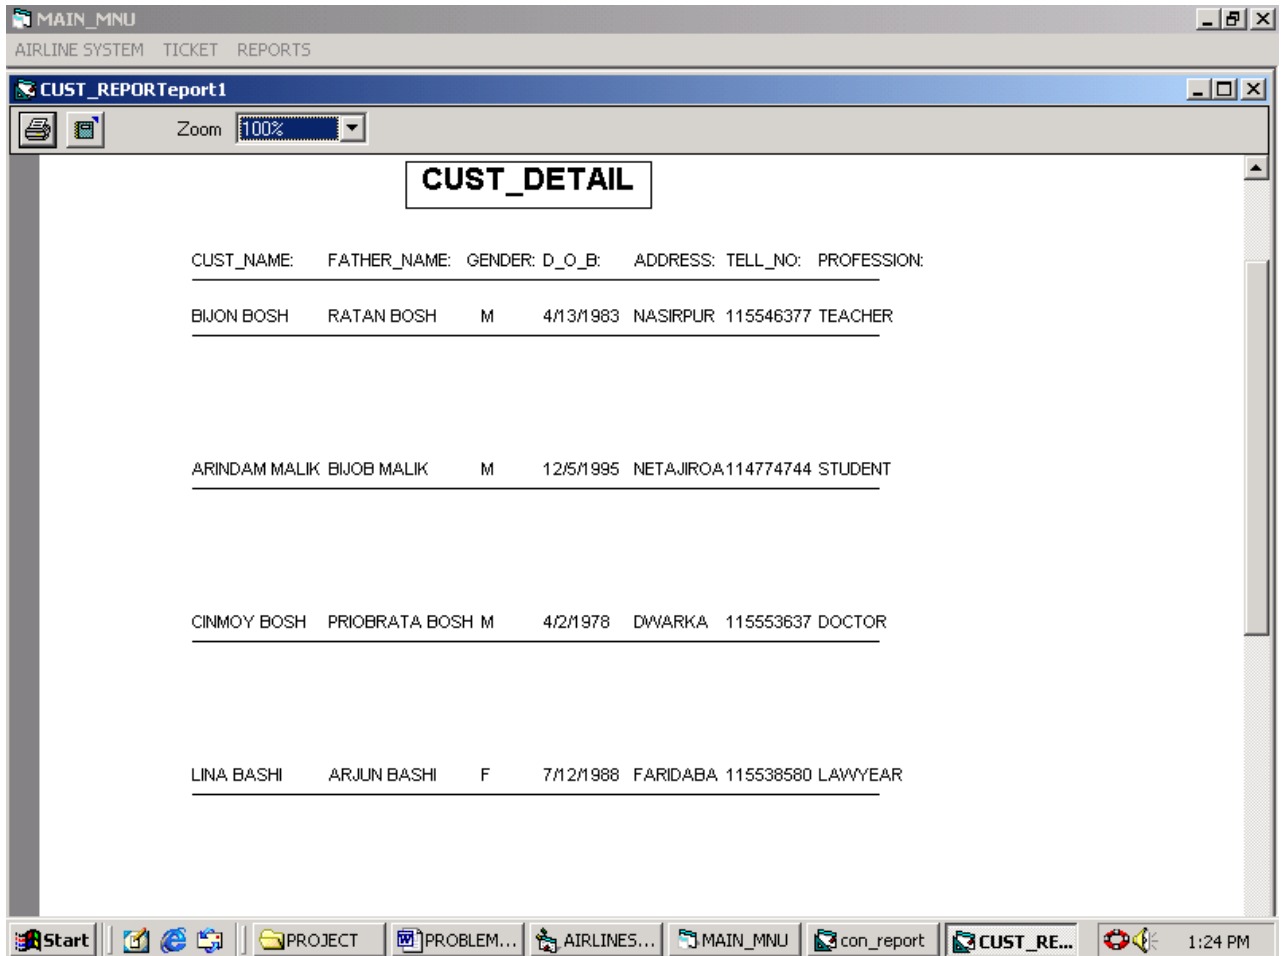 MAIN_MNU
AIRLINE SYSTEM TICKET REPORTS
CUST_REPORTeport1
Zoom 100%
CUST_DETAIL
CUST_NAME: FATHER_NAME: GENDER: D_O_B: ADDRESS: TELL_NO: PROFESSION:
BIJON BOSH RATAN BOSH M 4/13/1983 NASIRPUR 115546377 TEACHER
ARINDAM MALIK BIJOB MALIK M 12/5/1995 NETAJIROA 114774744 STUDENT
CINMOY BOSH PRIOBRATA BOSH M 4/2/1978 DWARKA 115553637 DOCTOR
LINA BASHI ARJUN BASHI F 7/12/1988 FARIDABA 115538580 LAWYEAR
Start PROJECT PROBLEM... AIRLINES... MAIN_MNU con_report CUST_RE... 1:24 PM